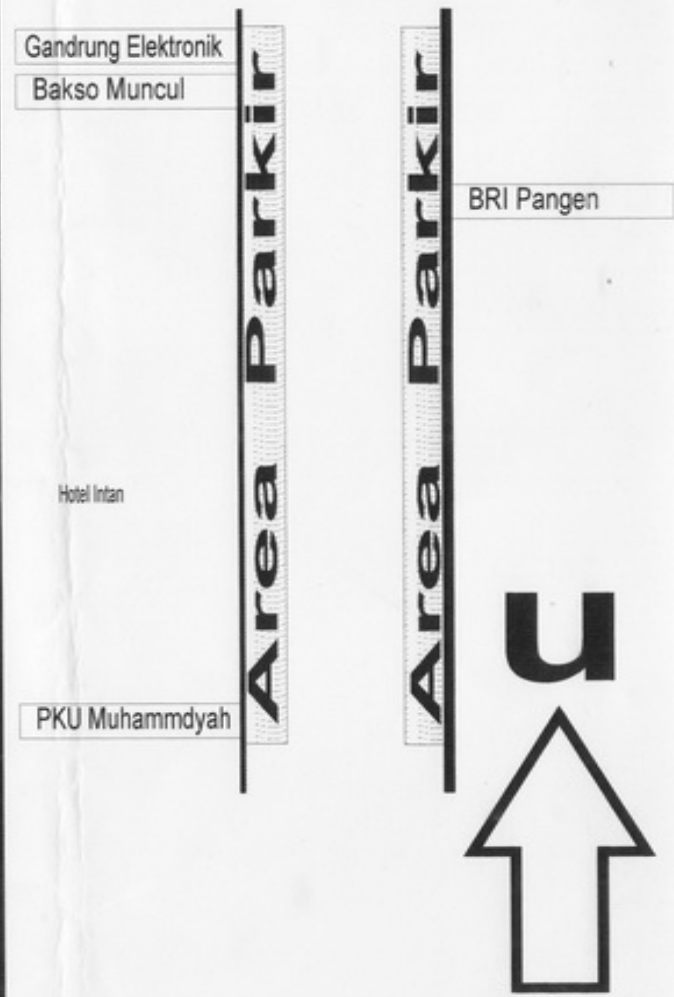 Gandrung Elektronik
Bakso Muncul
Area Parkir
Area Parkir
BRI Pangen
Hotel Intan
u
PKU Muhammdyah